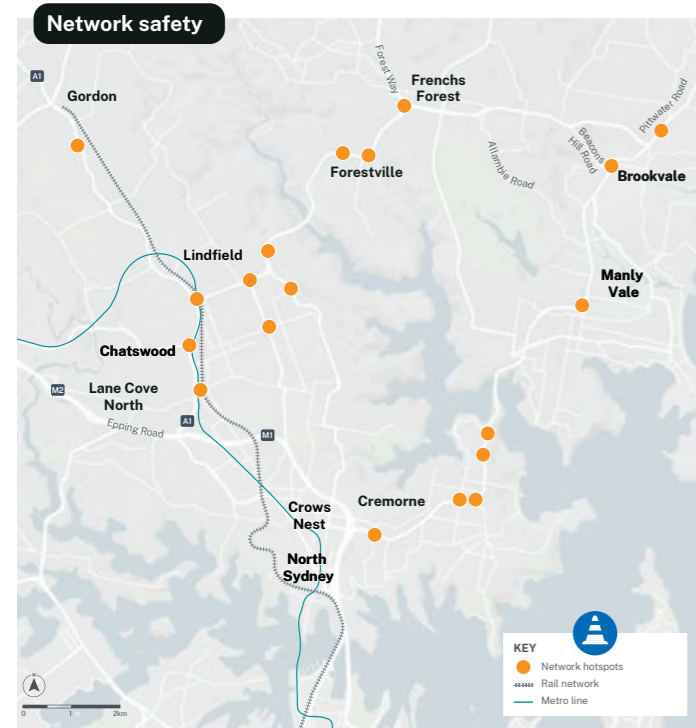 Network safety
A1
Gordon
Forest Way
Frenchs
Forest
Pittwater Road
Beacons
Hill Road
Allambie Road
Forestville
Brookvale
Lindfield
Manly
Vale
Chatswood
M2
Lane Cove
North
A1
M1
Epping Road
Crows
Nest
Cremorne
North
Sydney
KEY
Network hotspots
Rail network
Metro line
N
0 1 2km